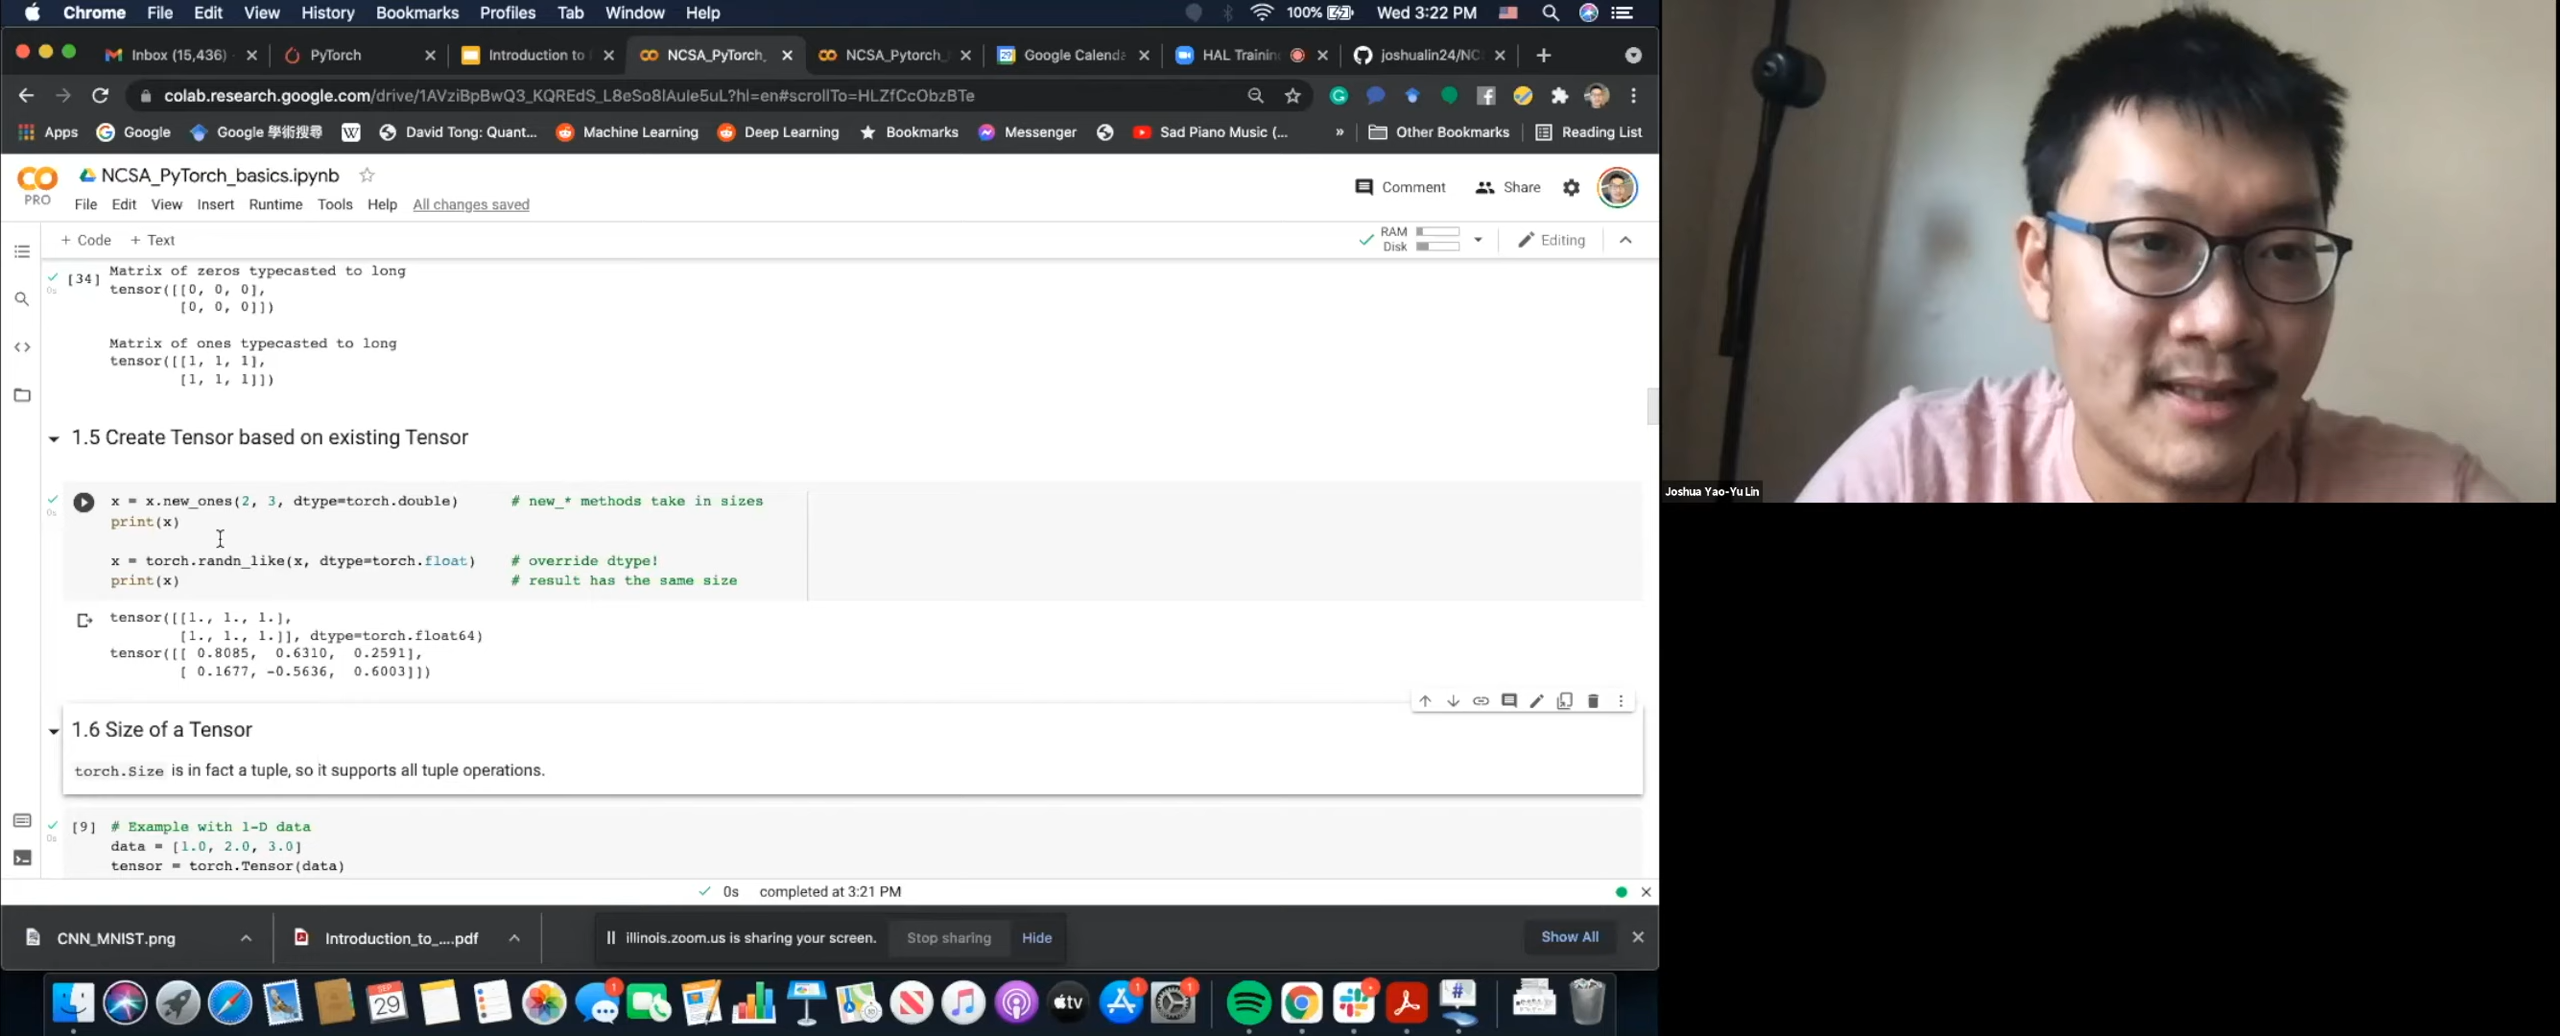 Chrome File Edit View History Bookmarks Profiles Tab Window Help 100% Wed 3:22 PM
Inbox (15,436) PyTorch Introduction to NCSA_PyTorch_ NCSA_Pytorch_ Google Calenda HAL Training joshualin24/NC
colab.research.google.com/drive/1AVziBpBwQ3_KQREdS_L8eSo8lAule5uL?hl=en#scrollTo=HLZfCcObzBTe
Apps Google Google 學術搜尋 W David Tong: Quant... Machine Learning Deep Learning Bookmarks Messenger Sad Piano Music (... » Other Bookmarks Reading List
NCSA_PyTorch_basics.ipynb
PRO
Comment Share
File Edit View Insert Runtime Tools Help All changes saved
+ Code + Text
RAM
Disk
Editing
[34] Matrix of zeros typecasted to long
0s
tensor([[0, 0, 0],
[0, 0, 0]])
Matrix of ones typecasted to long
tensor([[1, 1, 1],
[1, 1, 1]])
1.5 Create Tensor based on existing Tensor
x = x.new_ones(2, 3, dtype=torch.double) # new_* methods take in sizes
0s
print(x)
x = torch.randn_like(x, dtype=torch.float) # override dtype!
print(x) # result has the same size
tensor([[1., 1., 1.],
[1., 1., 1.]], dtype=torch.float64)
tensor([[ 0.8085, 0.6310, 0.2591],
[ 0.1677, -0.5636, 0.6003]])
1.6 Size of a Tensor
torch.Size is in fact a tuple, so it supports all tuple operations.
[9] # Example with 1-D data
0s
data = [1.0, 2.0, 3.0]
tensor = torch.Tensor(data)
0s completed at 3:21 PM
CNN_MNIST.png Introduction_to_....pdf illinois.zoom.us is sharing your screen. Stop sharing Hide Show All
SEP
29
1
tv
1
1
#
Joshua Yao-Yu Lin